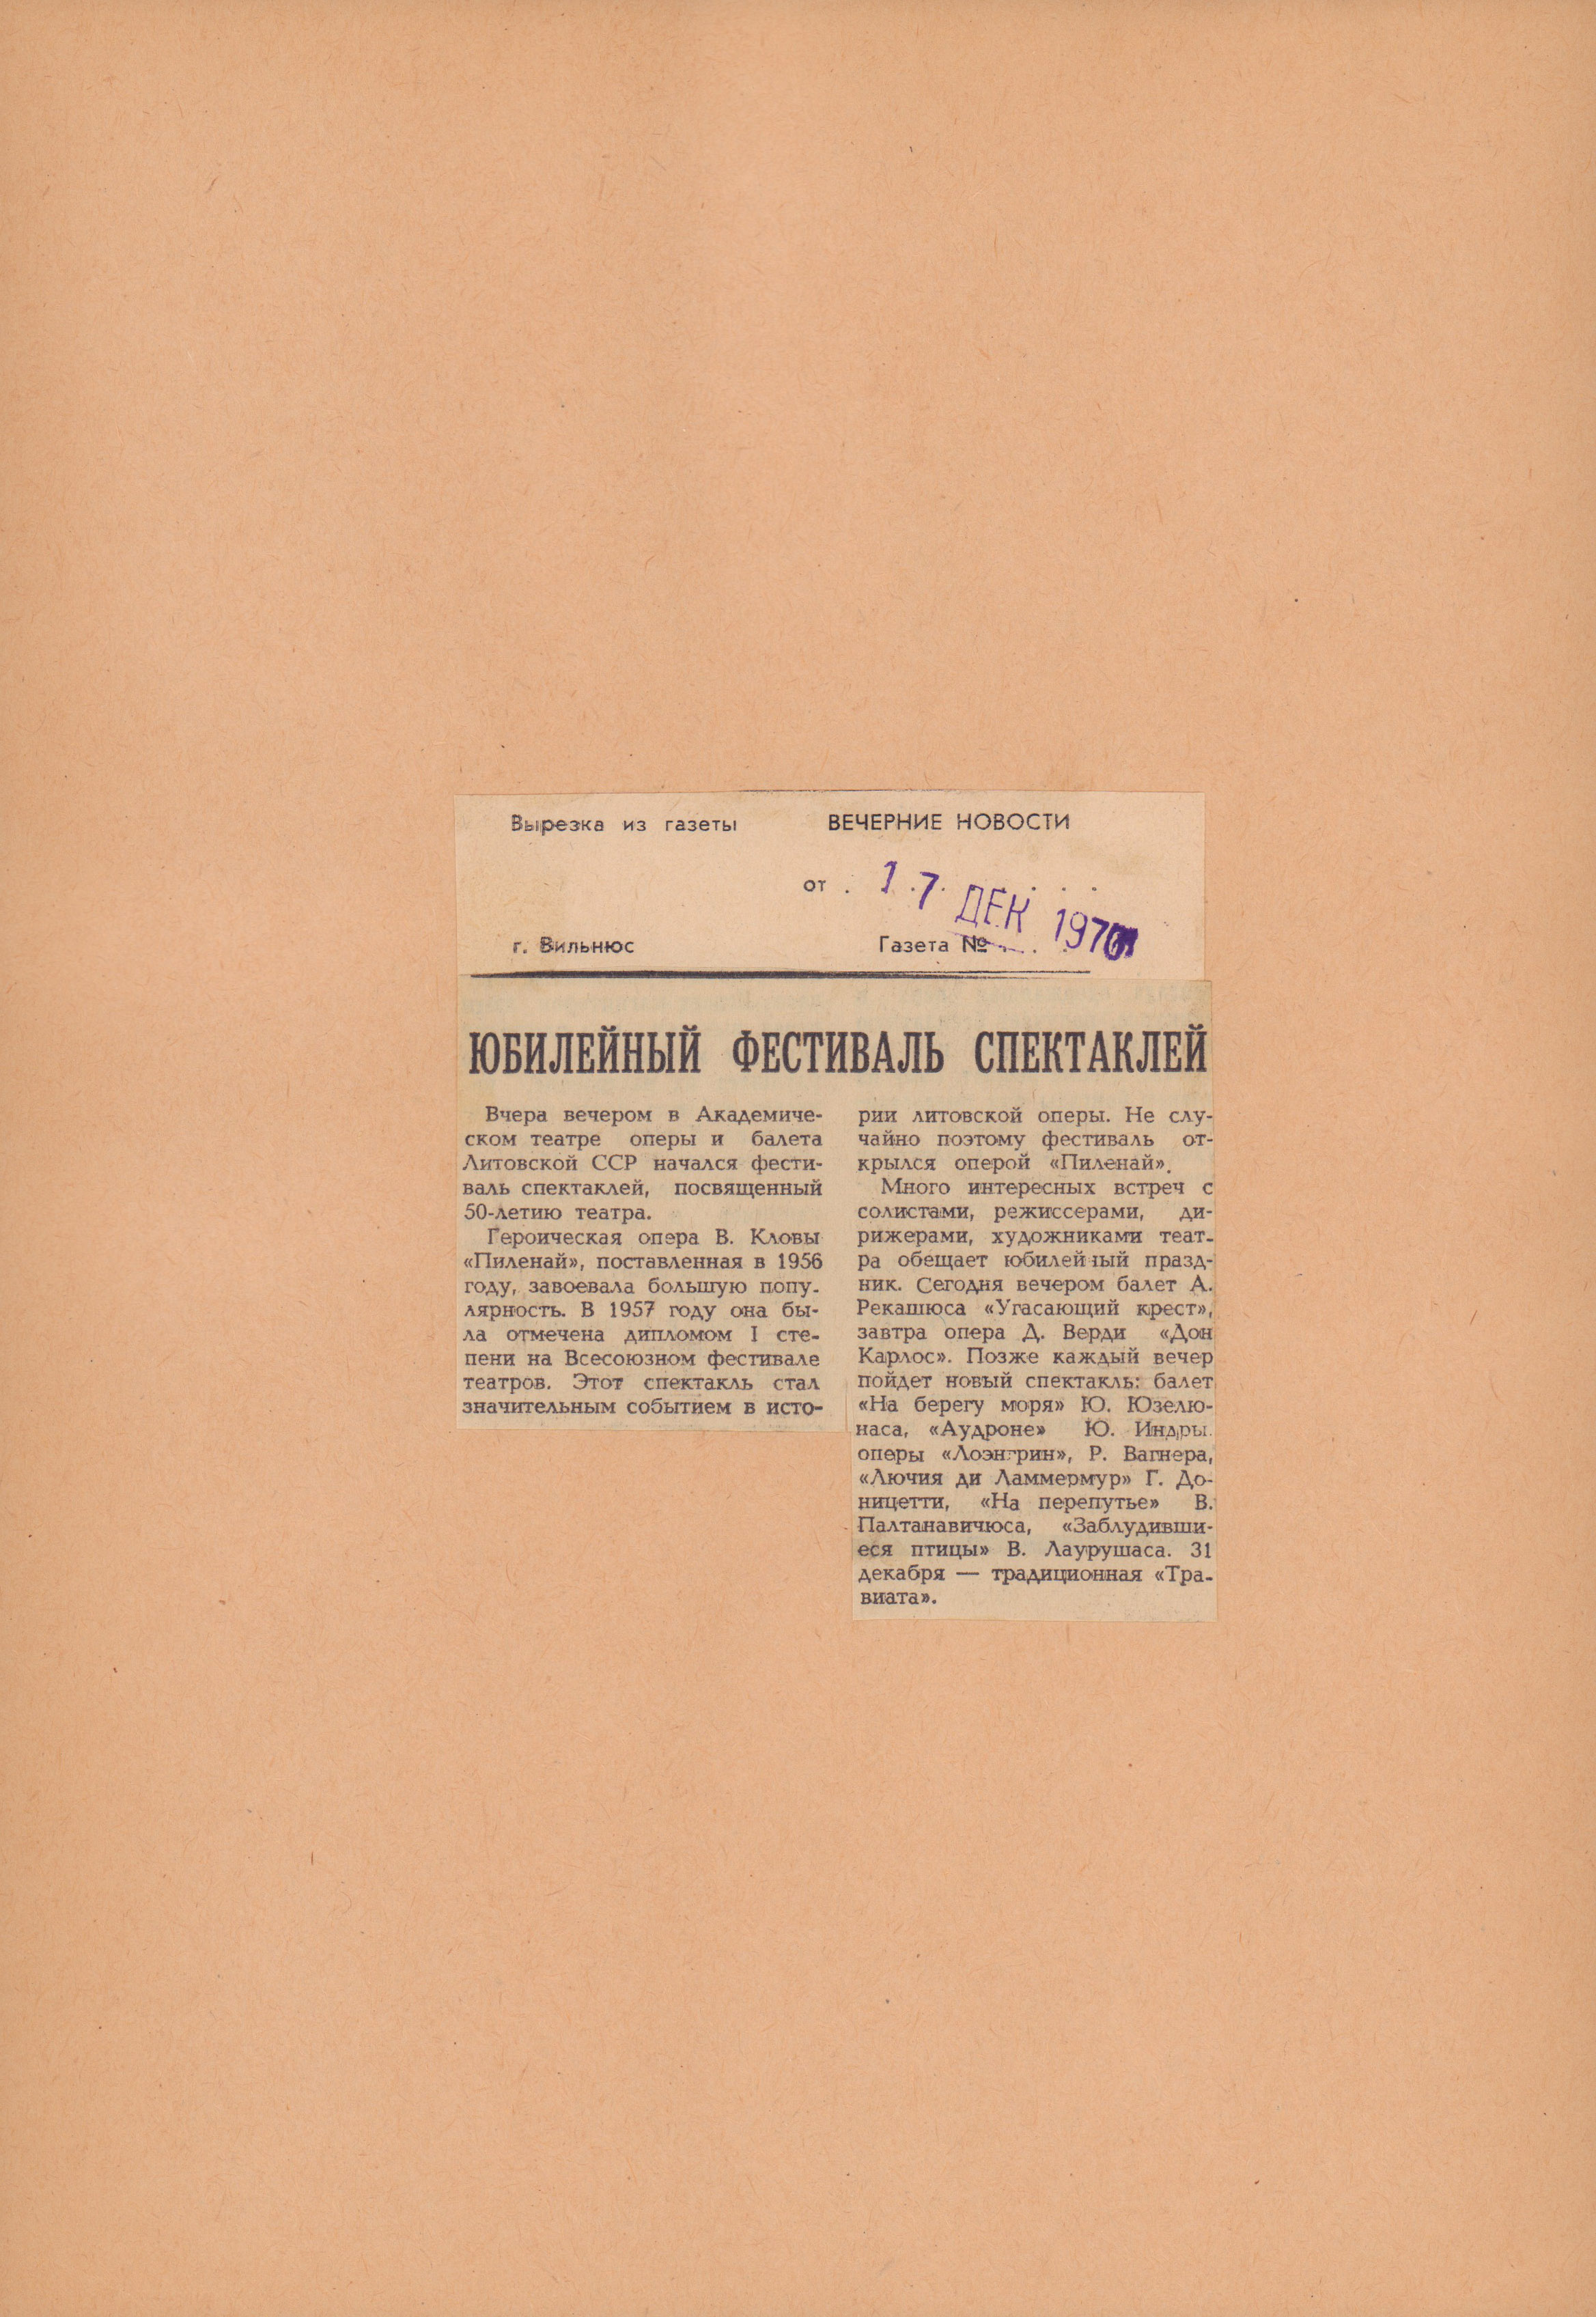 Вырезка из газеты ВЕЧЕРНИЕ НОВОСТИ
от . 17 ДЕК 1970
г. Вильнюс Газета №
ЮБИЛЕЙНЫЙ ФЕСТИВАЛЬ СПЕКТАКЛЕЙ
Вчера вечером в Академиче-
ском театре оперы и балета
Литовской ССР начался фести-
валь спектаклей, посвященный
50-летию театра.
Героическая опера В. Кловы
«Пиленай», поставленная в 1956
году, завоевала большую попу-
лярность. В 1957 году она бы-
ла отмечена дипломом I сте-
пени на Всесоюзном фестивале
театров. Этот спектакль стал
значительным событием в исто-
рии литовской оперы. Не слу-
чайно поэтому фестиваль от-
крылся оперой «Пиленай».
Много интересных встреч с
солистами, режиссерами, ди-
рижерами, художниками теат-
ра обещает юбилейный празд-
ник. Сегодня вечером балет А.
Рекашюса «Угасающий крест»,
завтра опера Д. Верди «Дон
Карлос». Позже каждый вечер
пойдет новый спектакль: балет
«На берегу моря» Ю. Юзелю-
наса, «Аудроне» Ю. Индры
оперы «Лоэнгрин», Р. Вагнера,
«Лючия ди Ламмермур» Г. До-
ницетти, «На перепутье» В.
Палтанавичюса, «Заблудивши-
еся птицы» В. Лаурушаса. 31
декабря — традиционная «Тра-
виата».